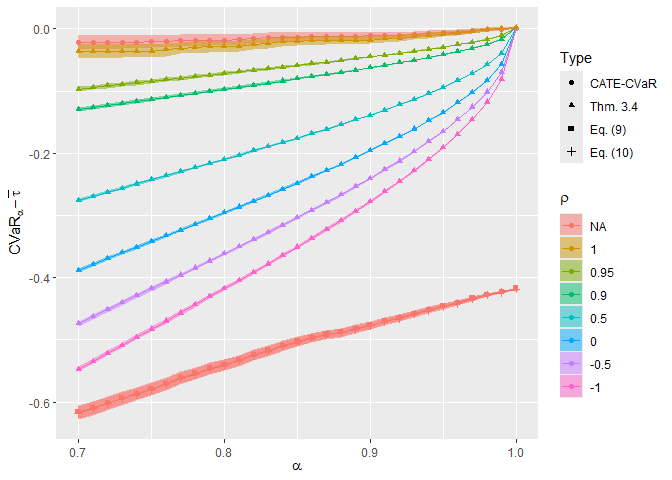 0.0
-0.2
-0.4
-0.6
CVaRα − τ̅
0.7
0.8
0.9
1.0
α
Type
CATE-CVaR
Thm. 3.4
Eq. (9)
Eq. (10)
ρ
NA
1
0.95
0.9
0.5
0
-0.5
-1